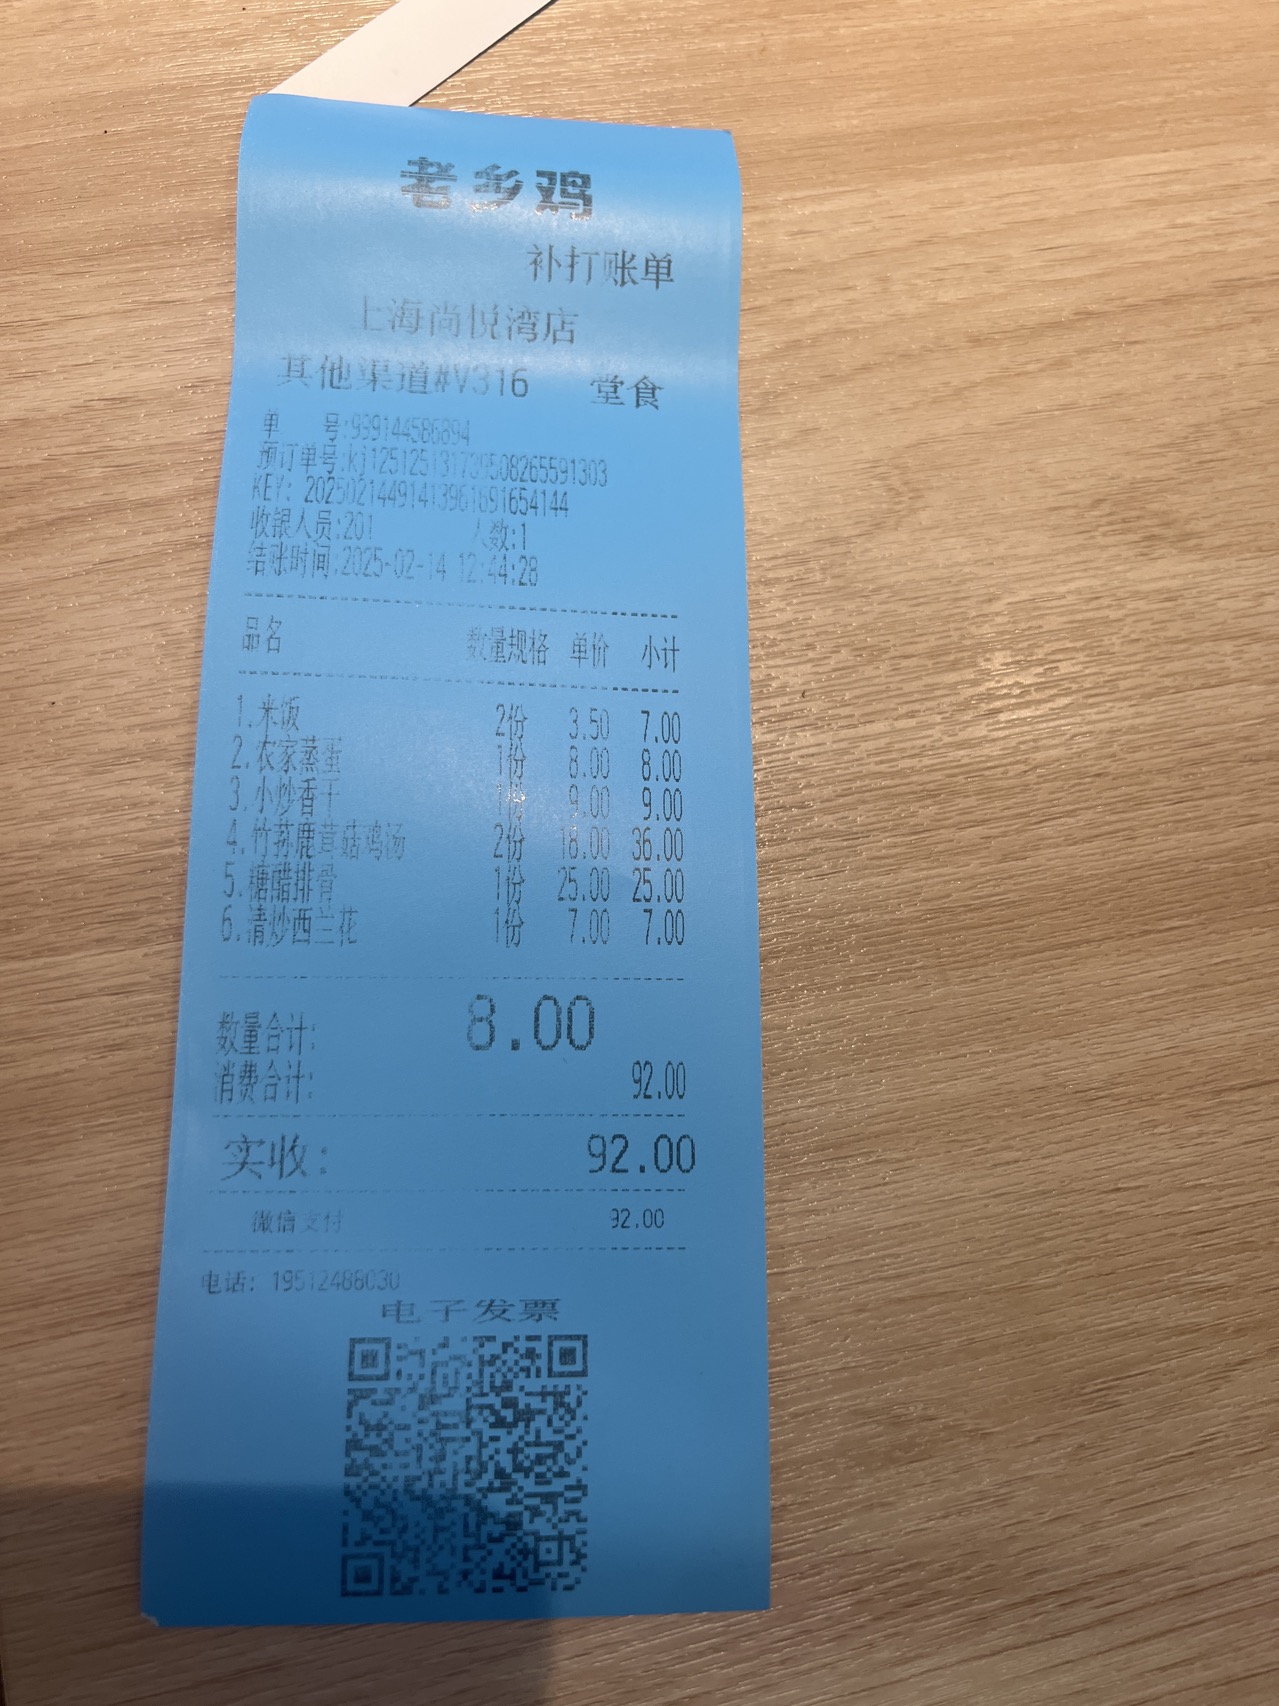 老乡鸡
补打账单
上海尚悦湾店
其他渠道#V316 堂食
单 号:999144586894
预订单号:kj125125131739508265591303
KEY: 20250214491413961691654144
收银人员:201 人数:1
结账时间:2025-02-14 12:44:28
品名 数量规格 单价 小计
1.米饭 2份 3.50 7.00
2.农家蒸蛋 1份 8.00 8.00
3.小炒香干 1份 9.00 9.00
4.竹荪鹿茸菇鸡汤 2份 18.00 36.00
5.糖醋排骨 1份 25.00 25.00
6.清炒西兰花 1份 7.00 7.00
数量合计: 8.00
消费合计: 92.00
实收: 92.00
微信支付 92.00
电话: 19512488030
电子发票